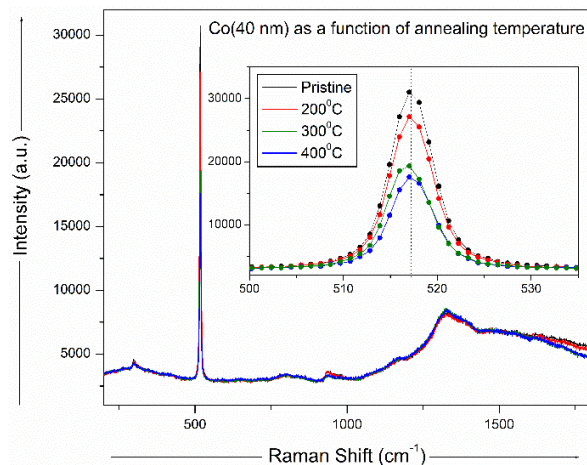 Co(40 nm) as a function of annealing temperature
30000
25000
20000
15000
10000
5000
Intensity (a.u.)
30000
20000
10000
Pristine
200⁰C
300⁰C
400⁰C
500 510 520 530
500 1000 1500
Raman Shift (cm⁻¹)